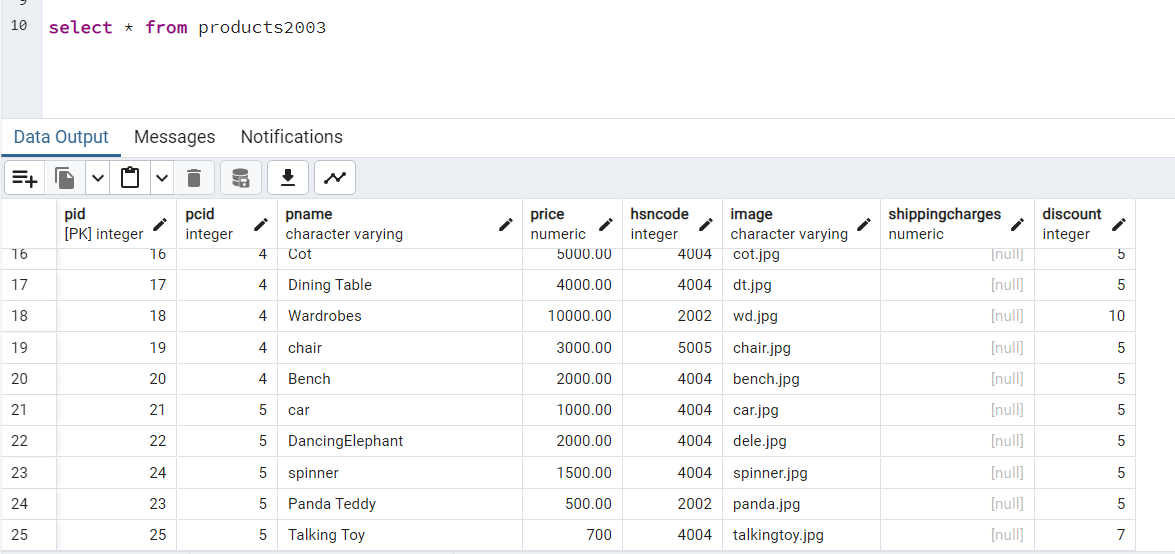 9
10 select * from products2003
Data Output Messages Notifications
pid pcid pname price hsncode image shippingcharges discount
[PK] integer integer character varying numeric integer character varying numeric integer
16 16 4 Cot 5000.00 4004 cot.jpg [null] 5
17 17 4 Dining Table 4000.00 4004 dt.jpg [null] 5
18 18 4 Wardrobes 10000.00 2002 wd.jpg [null] 10
19 19 4 chair 3000.00 5005 chair.jpg [null] 5
20 20 4 Bench 2000.00 4004 bench.jpg [null] 5
21 21 5 car 1000.00 4004 car.jpg [null] 5
22 22 5 DancingElephant 2000.00 4004 dele.jpg [null] 5
23 24 5 spinner 1500.00 4004 spinner.jpg [null] 5
24 23 5 Panda Teddy 500.00 2002 panda.jpg [null] 5
25 25 5 Talking Toy 700 4004 talkingtoy.jpg [null] 7